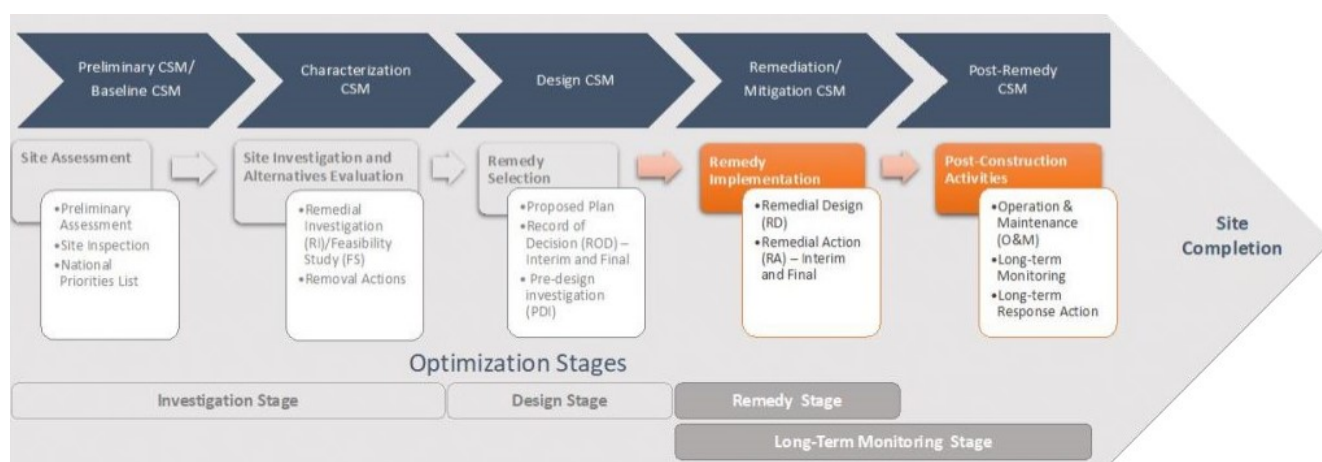 Preliminary CSM/
Baseline CSM
Characterization
CSM
Design CSM
Remediation/
Mitigation CSM
Post-Remedy
CSM
Site Assessment
•Preliminary
Assessment
•Site Inspection
•National
Priorities List
Site Investigation and
Alternatives Evaluation
•Remedial
Investigation
(RI)/Feasibility
Study (FS)
•Removal Actions
Remedy
Selection
•Proposed Plan
•Record of
Decision (ROD) –
Interim and Final
• Pre-design
investigation
(PDI)
Remedy
Implementation
•Remedial Design
(RD)
•Remedial Action
(RA) – Interim
and Final
Post-Construction
Activities
•Operation &
Maintenance
(O&M)
•Long-term
Monitoring
•Long-term
Response Action
Site
Completion
Optimization Stages
Investigation Stage
Design Stage
Remedy Stage
Long-Term Monitoring Stage